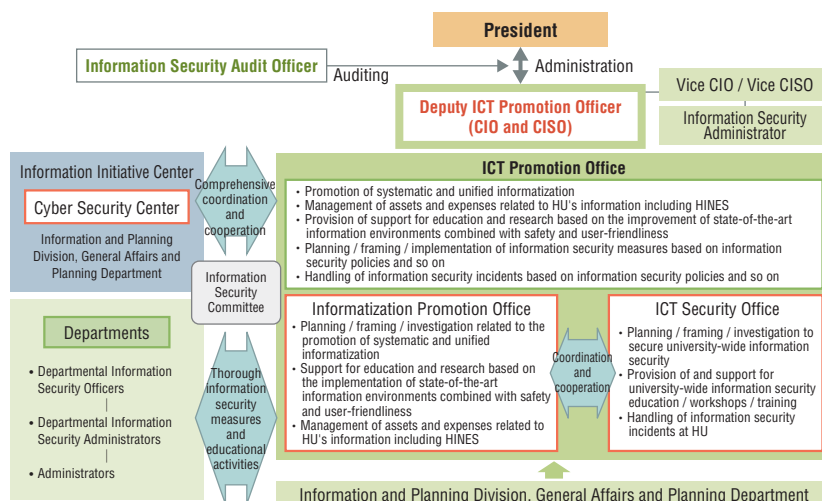 President
Information Security Audit Officer
Auditing
Administration
Deputy ICT Promotion Officer
(CIO and CISO)
Vice CIO / Vice CISO
Information Security
Administrator
Information Initiative Center
Cyber Security Center
Information and Planning
Division, General Affairs and
Planning Department
Comprehensive
coordination
and
cooperation
ICT Promotion Office
• Promotion of systematic and unified informatization
• Management of assets and expenses related to HU's information including HINES
• Provision of support for education and research based on the improvement of state-of-the-art
information environments combined with safety and user-friendliness
• Planning / framing / implementation of information security measures based on information
security policies and so on
• Handling of information security incidents based on information security policies and so on
Information
Security
Committee
Departments
• Departmental Information
Security Officers
• Departmental Information
Security Administrators
• Administrators
Thorough
information
security
measures
and
educational
activities
Informatization Promotion Office
• Planning / framing / investigation related to the
promotion of systematic and unified
informatization
• Support for education and research based on
the implementation of state-of-the-art
information environments combined with safety
and user-friendliness
• Management of assets and expenses related to
HU's information including HINES
Coordination
and
cooperation
ICT Security Office
• Planning / framing / investigation to
secure university-wide information
security
• Provision of and support for
university-wide information security
education / workshops / training
• Handling of information security
incidents at HU
Information and Planning Division, General Affairs and Planning Department